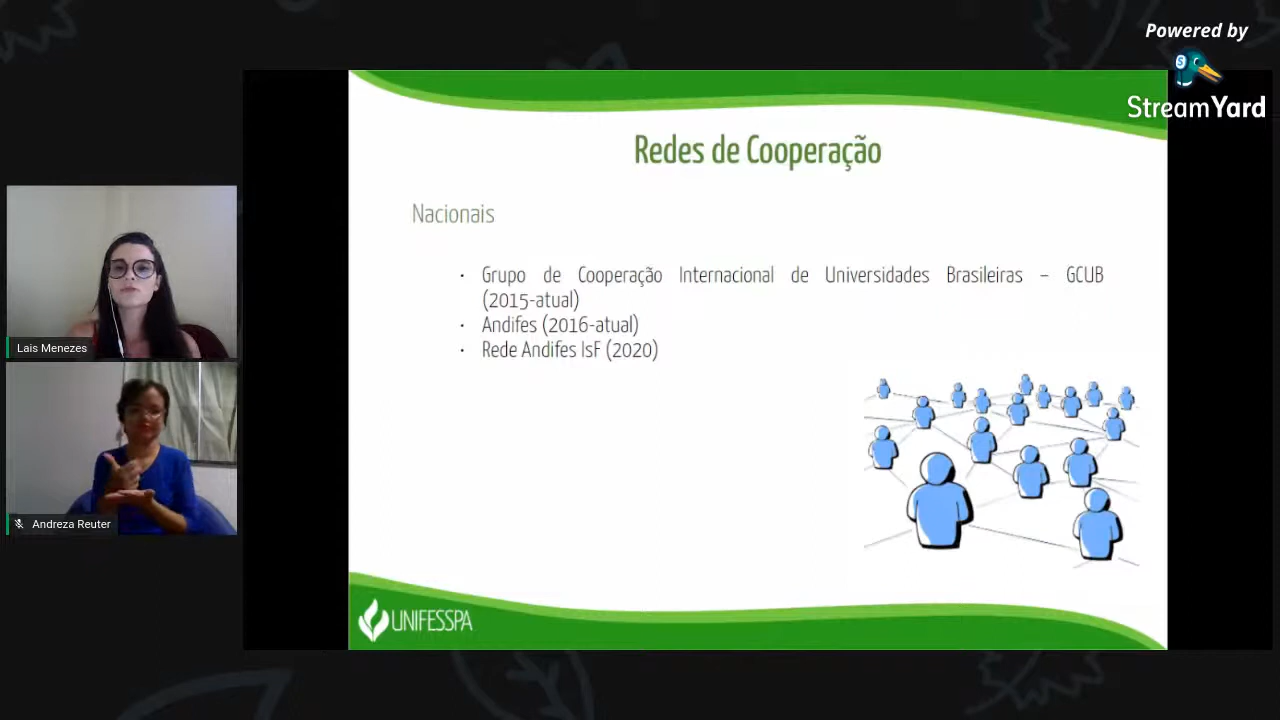 Powered by
StreamYard
Redes de Cooperação
Nacionais
• Grupo de Cooperação Internacional de Universidades Brasileiras – GCUB
(2015-atual)
• Andifes (2016-atual)
• Rede Andifes IsF (2020)
Lais Menezes
Andreza Reuter
UNIFESSPA